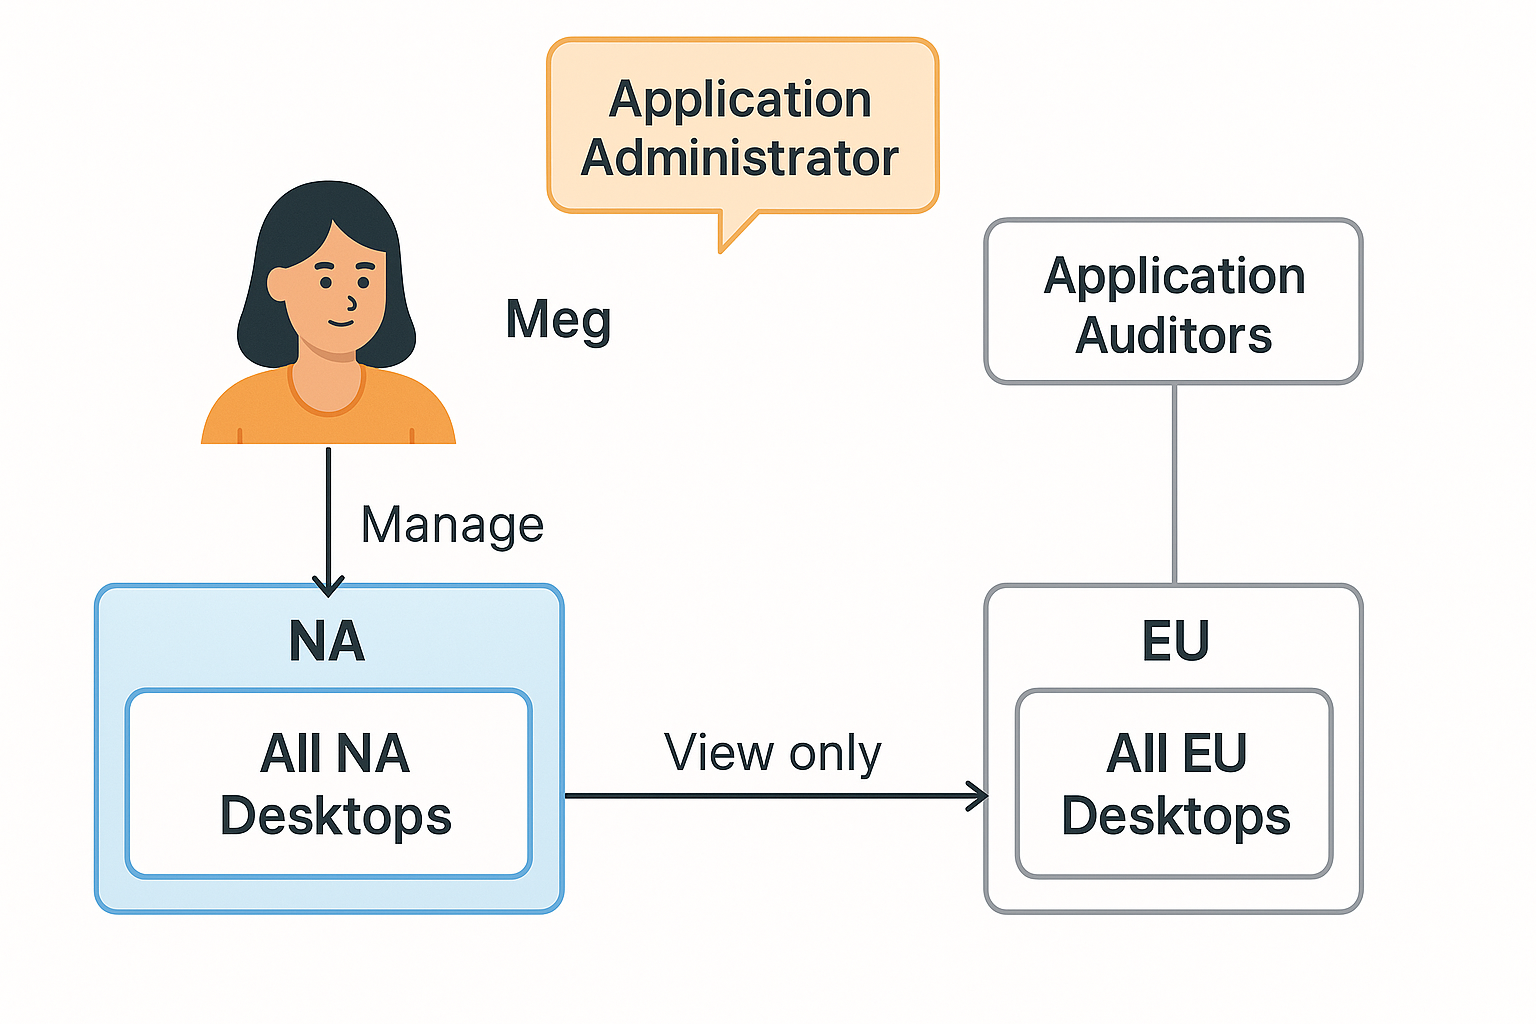 Application
Administrator
Meg
Application
Auditors
Manage
NA
All NA
Desktops
View only
EU
All EU
Desktops